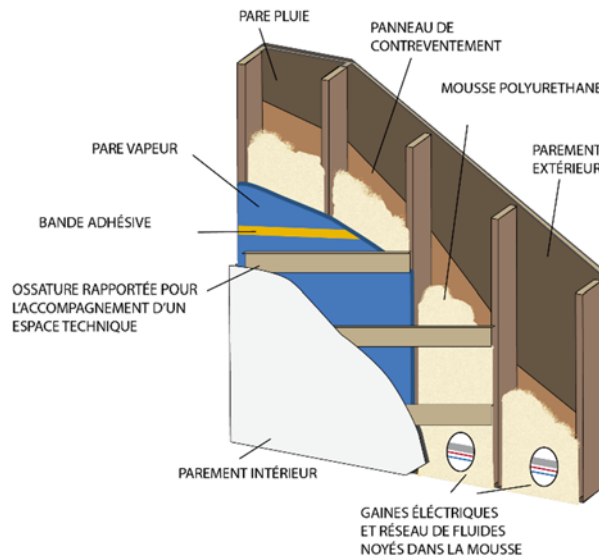 PARE PLUIE
PANNEAU DE
CONTREVENTEMENT
MOUSSE POLYURETHANE
PARE VAPEUR
PAREMENT
EXTÉRIEUR
BANDE ADHÉSIVE
OSSATURE RAPPORTÉE POUR
L'ACCOMPAGNEMENT D'UN
ESPACE TECHNIQUE
PAREMENT INTÉRIEUR
GAINES ÉLÉCTRIQUES
ET RÉSEAU DE FLUIDES
NOYÉS DANS LA MOUSSE